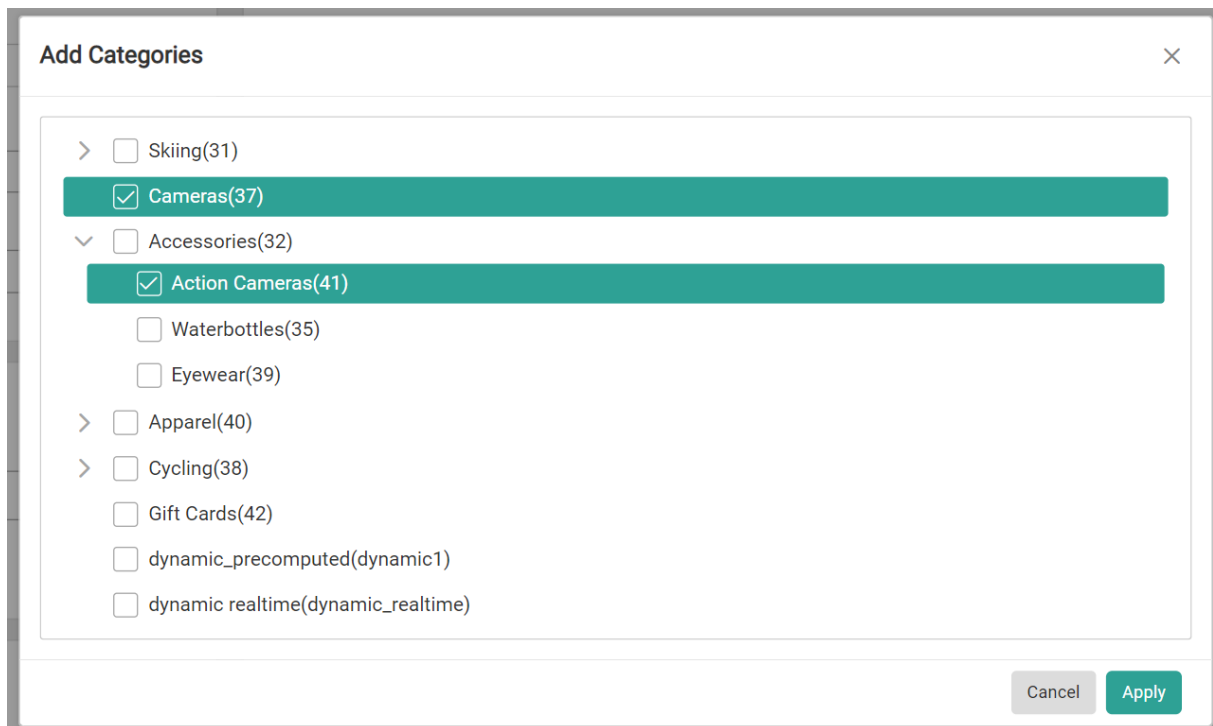 Add Categories
Skiing(31)
Cameras(37)
Accessories(32)
Action Cameras(41)
Waterbottles(35)
Eyewear(39)
Apparel(40)
Cycling(38)
Gift Cards(42)
dynamic_precomputed(dynamic1)
dynamic realtime(dynamic_realtime)
Cancel Apply